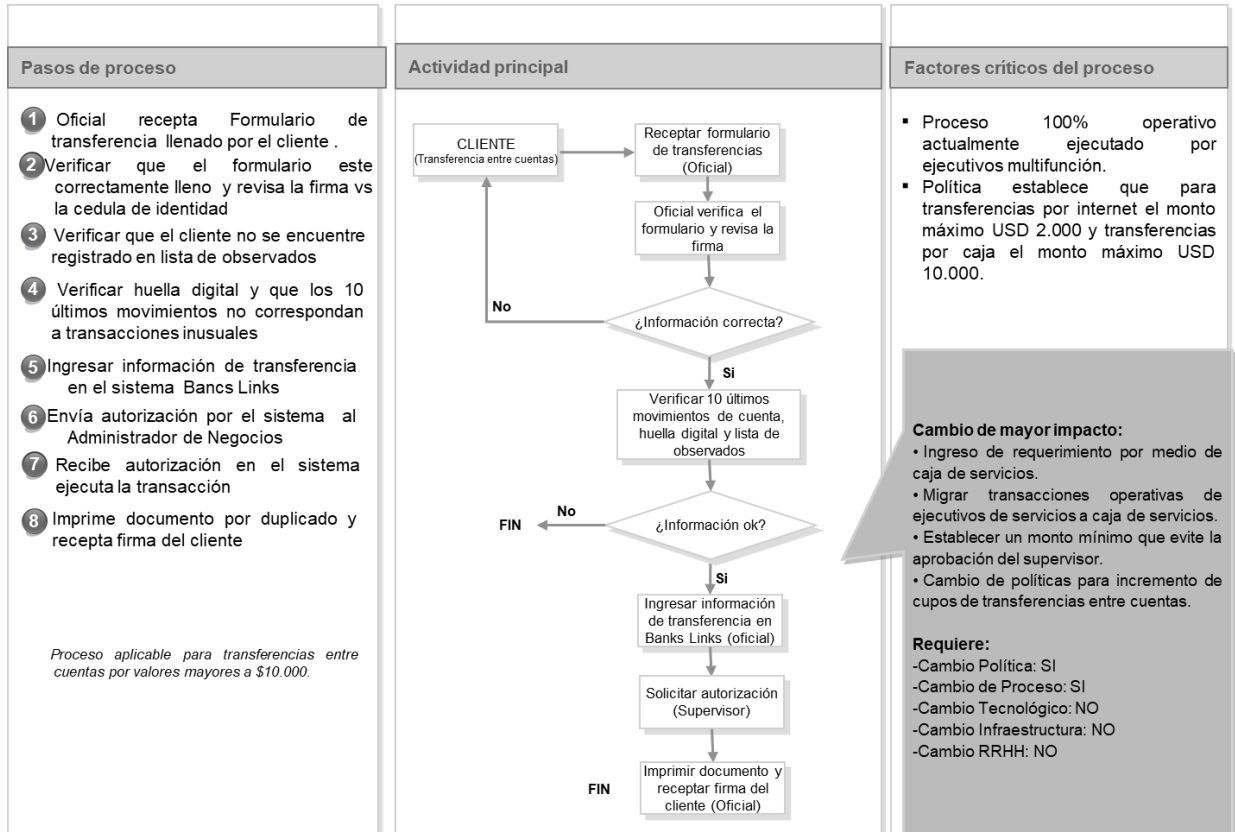 Pasos de proceso
1 Oficial recepta Formulario de
transferencia llenado por el cliente .
2 Verificar que el formulario este
correctamente lleno y revisa la firma vs
la cedula de identidad
3 Verificar que el cliente no se encuentre
registrado en lista de observados
4 Verificar huella digital y que los 10
últimos movimientos no correspondan
a transacciones inusuales
5 Ingresar información de transferencia
en el sistema Bancs Links
6 Envía autorización por el sistema al
Administrador de Negocios
7 Recibe autorización en el sistema
ejecuta la transacción
8 Imprime documento por duplicado y
recepta firma del cliente
Proceso aplicable para transferencias entre
cuentas por valores mayores a $10.000.
Actividad principal
CLIENTE
(Transferencia entre cuentas)
Receptar formulario
de transferencias
(Oficial)
Oficial verifica el
formulario y revisa la
firma
¿Información correcta?
No
Si
Verificar 10 últimos
movimientos de cuenta,
huella digital y lista de
observados
¿Información ok?
No
FIN
Si
Ingresar información
de transferencia en
Banks Links (oficial)
Solicitar autorización
(Supervisor)
Imprimir documento y
receptar firma del
cliente (Oficial)
FIN
Factores críticos del proceso
▪ Proceso 100% operativo
actualmente ejecutado por
ejecutivos multifunción.
▪ Política establece que para
transferencias por internet el monto
máximo USD 2.000 y transferencias
por caja el monto máximo USD
10.000.
Cambio de mayor impacto:
• Ingreso de requerimiento por medio de
caja de servicios.
• Migrar transacciones operativas de
ejecutivos de servicios a caja de servicios.
• Establecer un monto mínimo que evite la
aprobación del supervisor.
• Cambio de políticas para incremento de
cupos de transferencias entre cuentas.
Requiere:
-Cambio Política: SI
-Cambio de Proceso: SI
-Cambio Tecnológico: NO
-Cambio Infraestructura: NO
-Cambio RRHH: NO